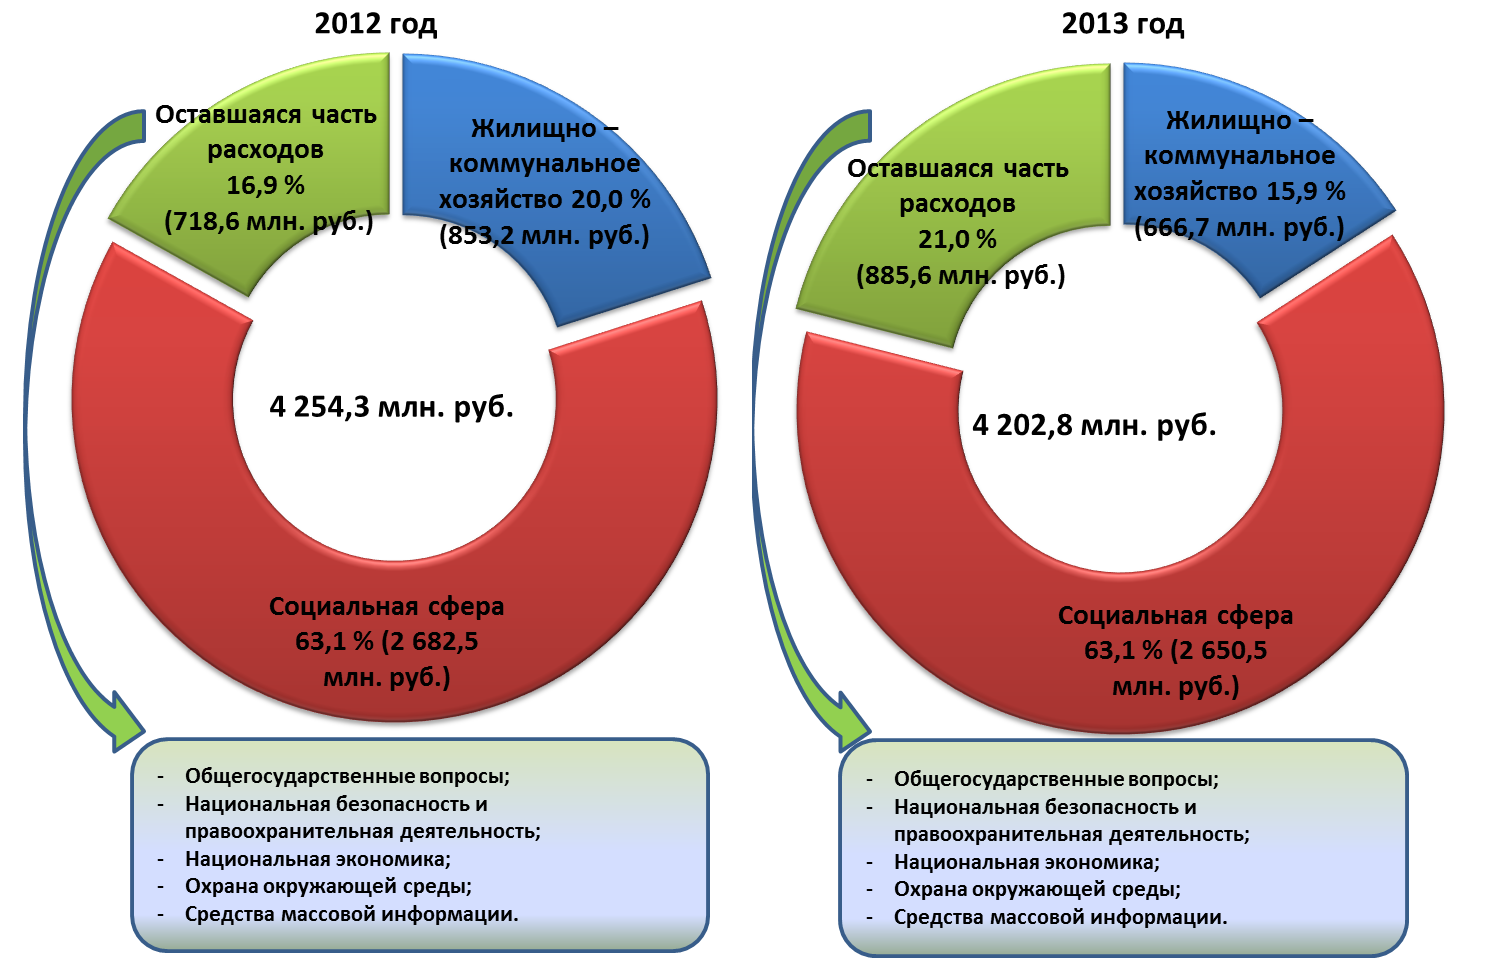 2012 год
Оставшаяся часть
расходов
16,9 %
(718,6 млн. руб.)
Жилищно –
коммунальное
хозяйство 20,0 %
(853,2 млн. руб.)
4 254,3 млн. руб.
Социальная сфера
63,1 % (2 682,5
млн. руб.)
- Общегосударственные вопросы;
- Национальная безопасность и
правоохранительная деятельность;
- Национальная экономика;
- Охрана окружающей среды;
- Средства массовой информации.
2013 год
Оставшаяся часть
расходов
21,0 %
(885,6 млн. руб.)
Жилищно –
коммунальное
хозяйство 15,9 %
(666,7 млн. руб.)
4 202,8 млн. руб.
Социальная сфера
63,1 % (2 650,5
млн. руб.)
- Общегосударственные вопросы;
- Национальная безопасность и
правоохранительная деятельность;
- Национальная экономика;
- Охрана окружающей среды;
- Средства массовой информации.